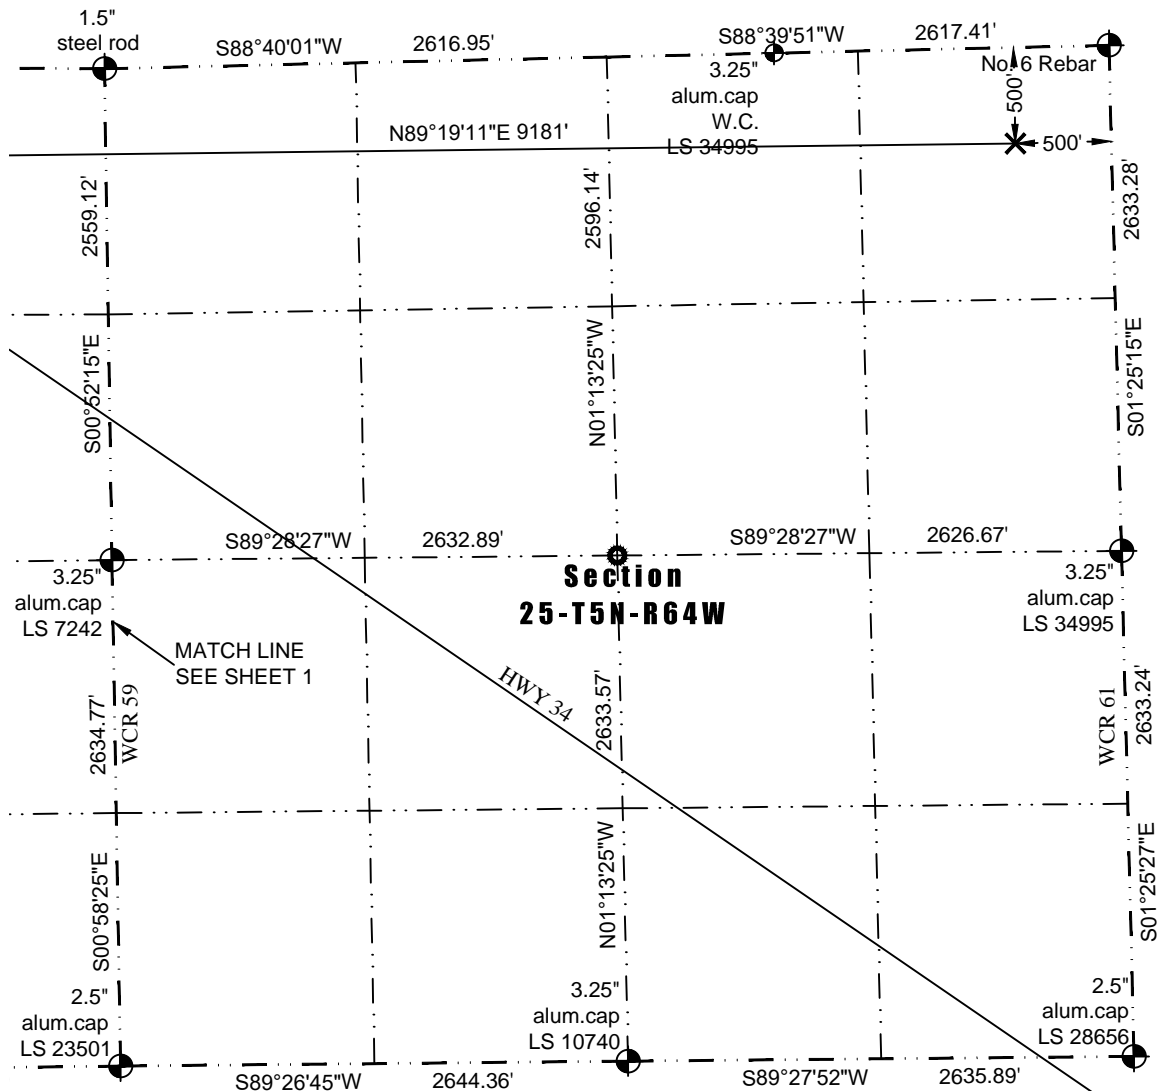 1.5"
steel rod
S88°40'01"W
2616.95'
S88°39'51"W
2617.41'
No. 6 Rebar
3.25"
alum.cap
W.C.
LS 34995
500'
500'
N89°19'11"E 9181'
2559.12'
2596.14'
2633.28'
S00°52'15"E
N01°13'25"W
S01°25'15"E
S89°28'27"W
2632.89'
S89°28'27"W
2626.67'
3.25"
alum.cap
LS 7242
Section
25-T5N-R64W
3.25"
alum.cap
LS 34995
MATCH LINE
SEE SHEET 1
HWY 34
2634.77'
WCR 59
2633.57'
WCR 61
2633.24'
S00°58'25"E
N01°13'25"W
S01°25'27"E
2.5"
alum.cap
LS 23501
3.25"
alum.cap
LS 10740
2.5"
alum.cap
LS 28656
S89°26'45"W
2644.36'
S89°27'52"W
2635.89'